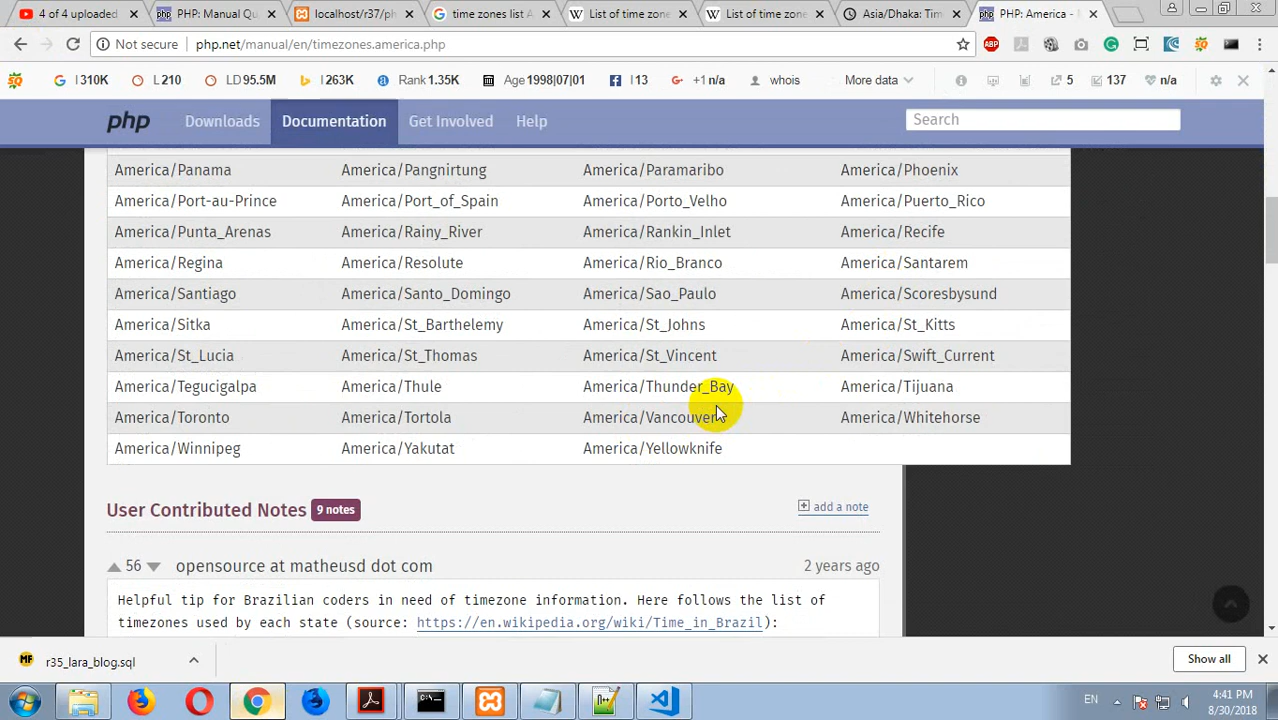 4 of 4 uploaded
PHP: Manual Qu
localhost/r37/p
time zones list A
List of time zone
List of time zone
Asia/Dhaka: Tim
PHP: America -
Not secure php.net/manual/en/timezones.america.php
I 310K L 210 LD 95.5M I 263K Rank 1.35K Age 1998|07|01 I 13 +1 n/a whois More data 5 137 n/a
php Downloads Documentation Get Involved Help Search
America/Panama America/Pangnirtung America/Paramaribo America/Phoenix
America/Port-au-Prince America/Port_of_Spain America/Porto_Velho America/Puerto_Rico
America/Punta_Arenas America/Rainy_River America/Rankin_Inlet America/Recife
America/Regina America/Resolute America/Rio_Branco America/Santarem
America/Santiago America/Santo_Domingo America/Sao_Paulo America/Scoresbysund
America/Sitka America/St_Barthelemy America/St_Johns America/St_Kitts
America/St_Lucia America/St_Thomas America/St_Vincent America/Swift_Current
America/Tegucigalpa America/Thule America/Thunder_Bay America/Tijuana
America/Toronto America/Tortola America/Vancouver America/Whitehorse
America/Winnipeg America/Yakutat America/Yellowknife
User Contributed Notes 9 notes add a note
56 opensource at matheusd dot com 2 years ago
Helpful tip for Brazilian coders in need of timezone information. Here follows the list of
timezones used by each state (source: https://en.wikipedia.org/wiki/Time_in_Brazil):
r35_lara_blog.sql Show all
EN 4:41 PM
8/30/2018